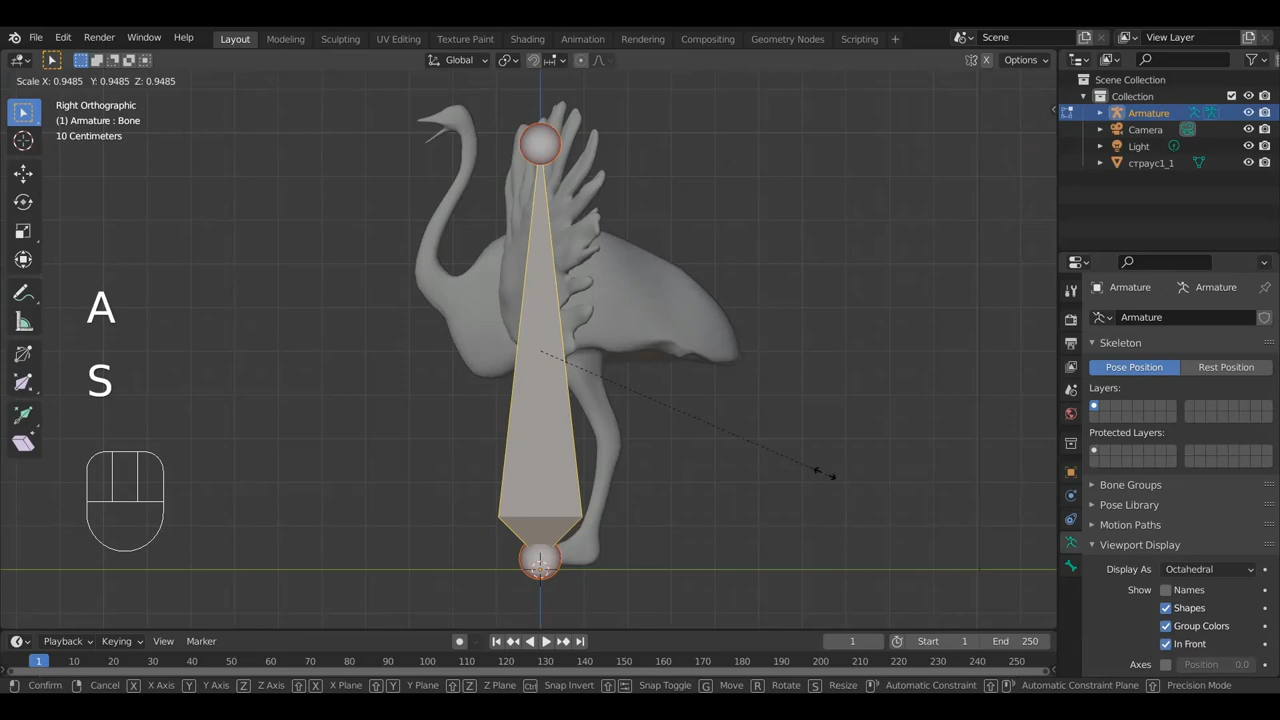 File Edit Render Window Help Layout Modeling Sculpting UV Editing Texture Paint Shading Animation Rendering Compositing Geometry Nodes Scripting + Scene View Layer
Global X Options
Scale X: 0.9485 Y: 0.9485 Z: 0.9485
Right Orthographic
(1) Armature : Bone
10 Centimeters
A
S
Scene Collection
Collection
Armature
Camera
Light
страус1_1
Armature Armature
Armature
Skeleton
Pose Position Rest Position
Layers:
Protected Layers:
Bone Groups
Pose Library
Motion Paths
Viewport Display
Display As Octahedral
Show Names
Shapes
Group Colors
In Front
Axes Position 0.0
Playback Keying View Marker 1 Start 1 End 250
1 10 20 30 40 50 60 70 80 90 100 110 120 130 140 150 160 170 180 190 200 210 220 230 240 250
Confirm Cancel X X Axis Y Y Axis Z Z Axis X X Plane Y Y Plane Z Z Plane Ctrl Snap Invert Snap Toggle G Move R Rotate S Resize Automatic Constraint Automatic Constraint Plane Precision Mode